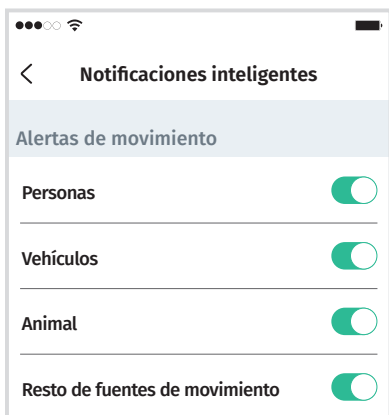 Notificaciones inteligentes
Alertas de movimiento
Personas
Vehículos
Animal
Resto de fuentes de movimiento